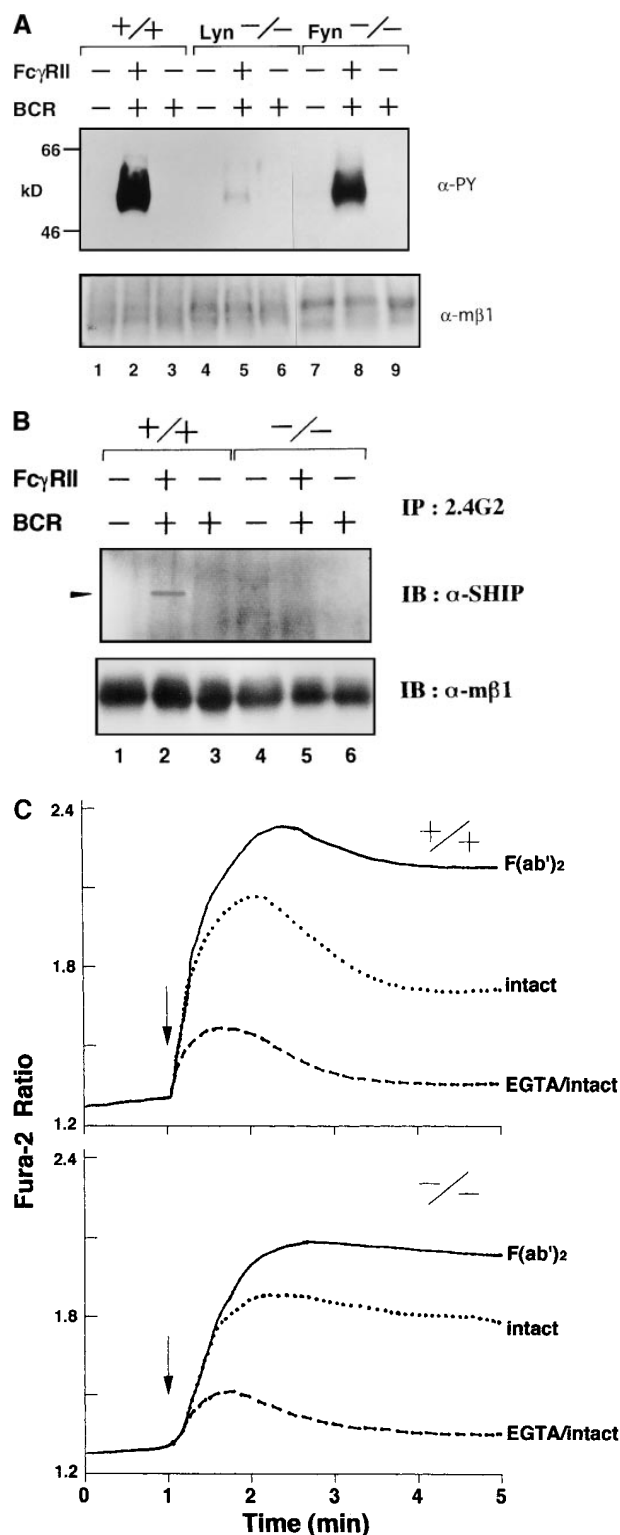 A
+/+ Lyn −/− Fyn −/−
FcγRII − + − − + − − + −
BCR − + + − + + − + +
66
kD
46
α-PY
α-mβ1
1 2 3 4 5 6 7 8 9
B
+/+ −/−
FcγRII − + − − + −
BCR − + + − + +
IP : 2.4G2
IB : α-SHIP
IB : α-mβ1
1 2 3 4 5 6
C
2.4
+/+
F(ab')₂
1.8
intact
EGTA/intact
1.2
Fura-2 Ratio
2.4
−/−
F(ab')₂
1.8
intact
EGTA/intact
1.2
0 1 2 3 4 5
Time (min)